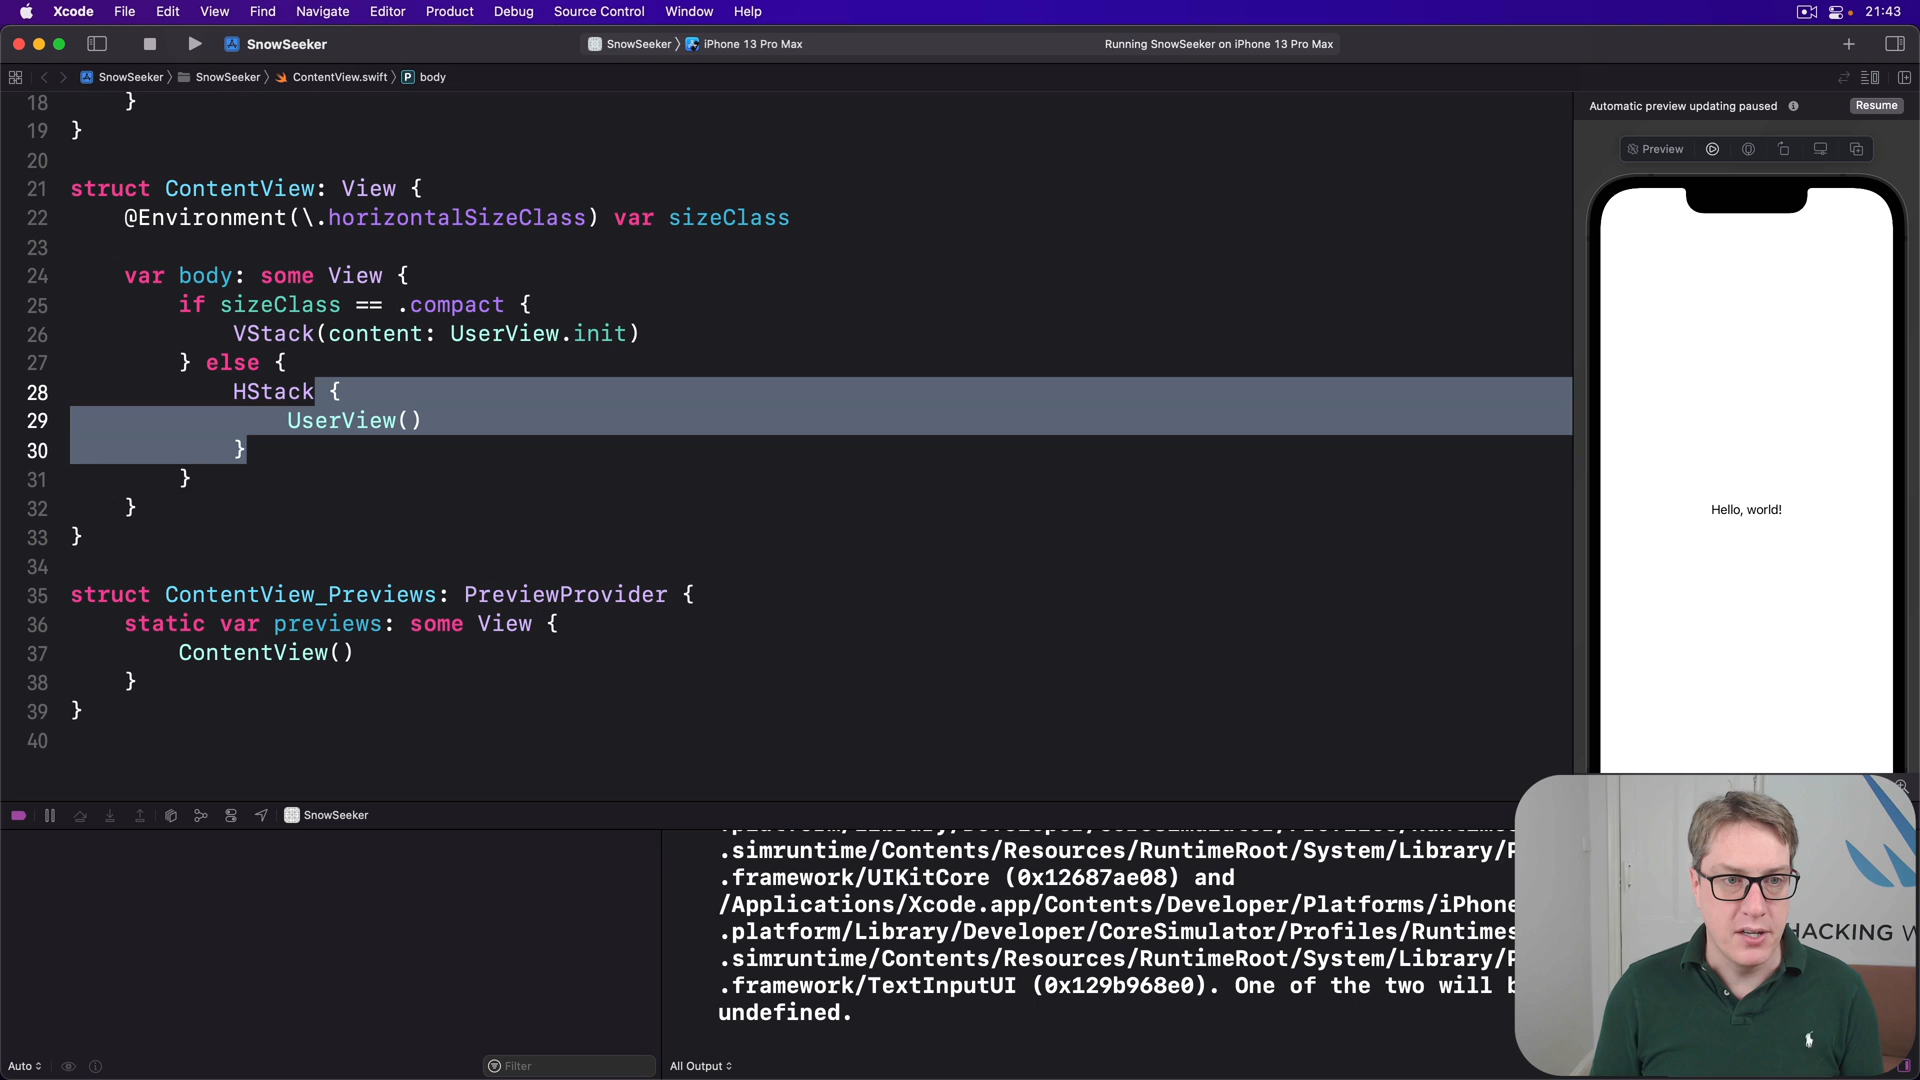 Xcode File Edit View Find Navigate Editor Product Debug Source Control Window Help 21:43
SnowSeeker SnowSeeker iPhone 13 Pro Max Running SnowSeeker on iPhone 13 Pro Max
SnowSeeker SnowSeeker ContentView.swift P body
Automatic preview updating paused Resume
Preview
18 }
19 }
20
21 struct ContentView: View {
22 @Environment(\.horizontalSizeClass) var sizeClass
23
24 var body: some View {
25 if sizeClass == .compact {
26 VStack(content: UserView.init)
27 } else {
28 HStack {
29 UserView()
30 }
31 }
32 }
33 }
34
35 struct ContentView_Previews: PreviewProvider {
36 static var previews: some View {
37 ContentView()
38 }
39 }
40
Hello, world!
SnowSeeker
.simruntime/Contents/Resources/RuntimeRoot/System/Library/P
.framework/UIKitCore (0x12687ae08) and
/Applications/Xcode.app/Contents/Developer/Platforms/iPhone
.platform/Library/Developer/CoreSimulator/Profiles/Runtimes
.simruntime/Contents/Resources/RuntimeRoot/System/Library/P
.framework/TextInputUI (0x129b968e0). One of the two will b
undefined.
HACKING W
Auto Filter All Output